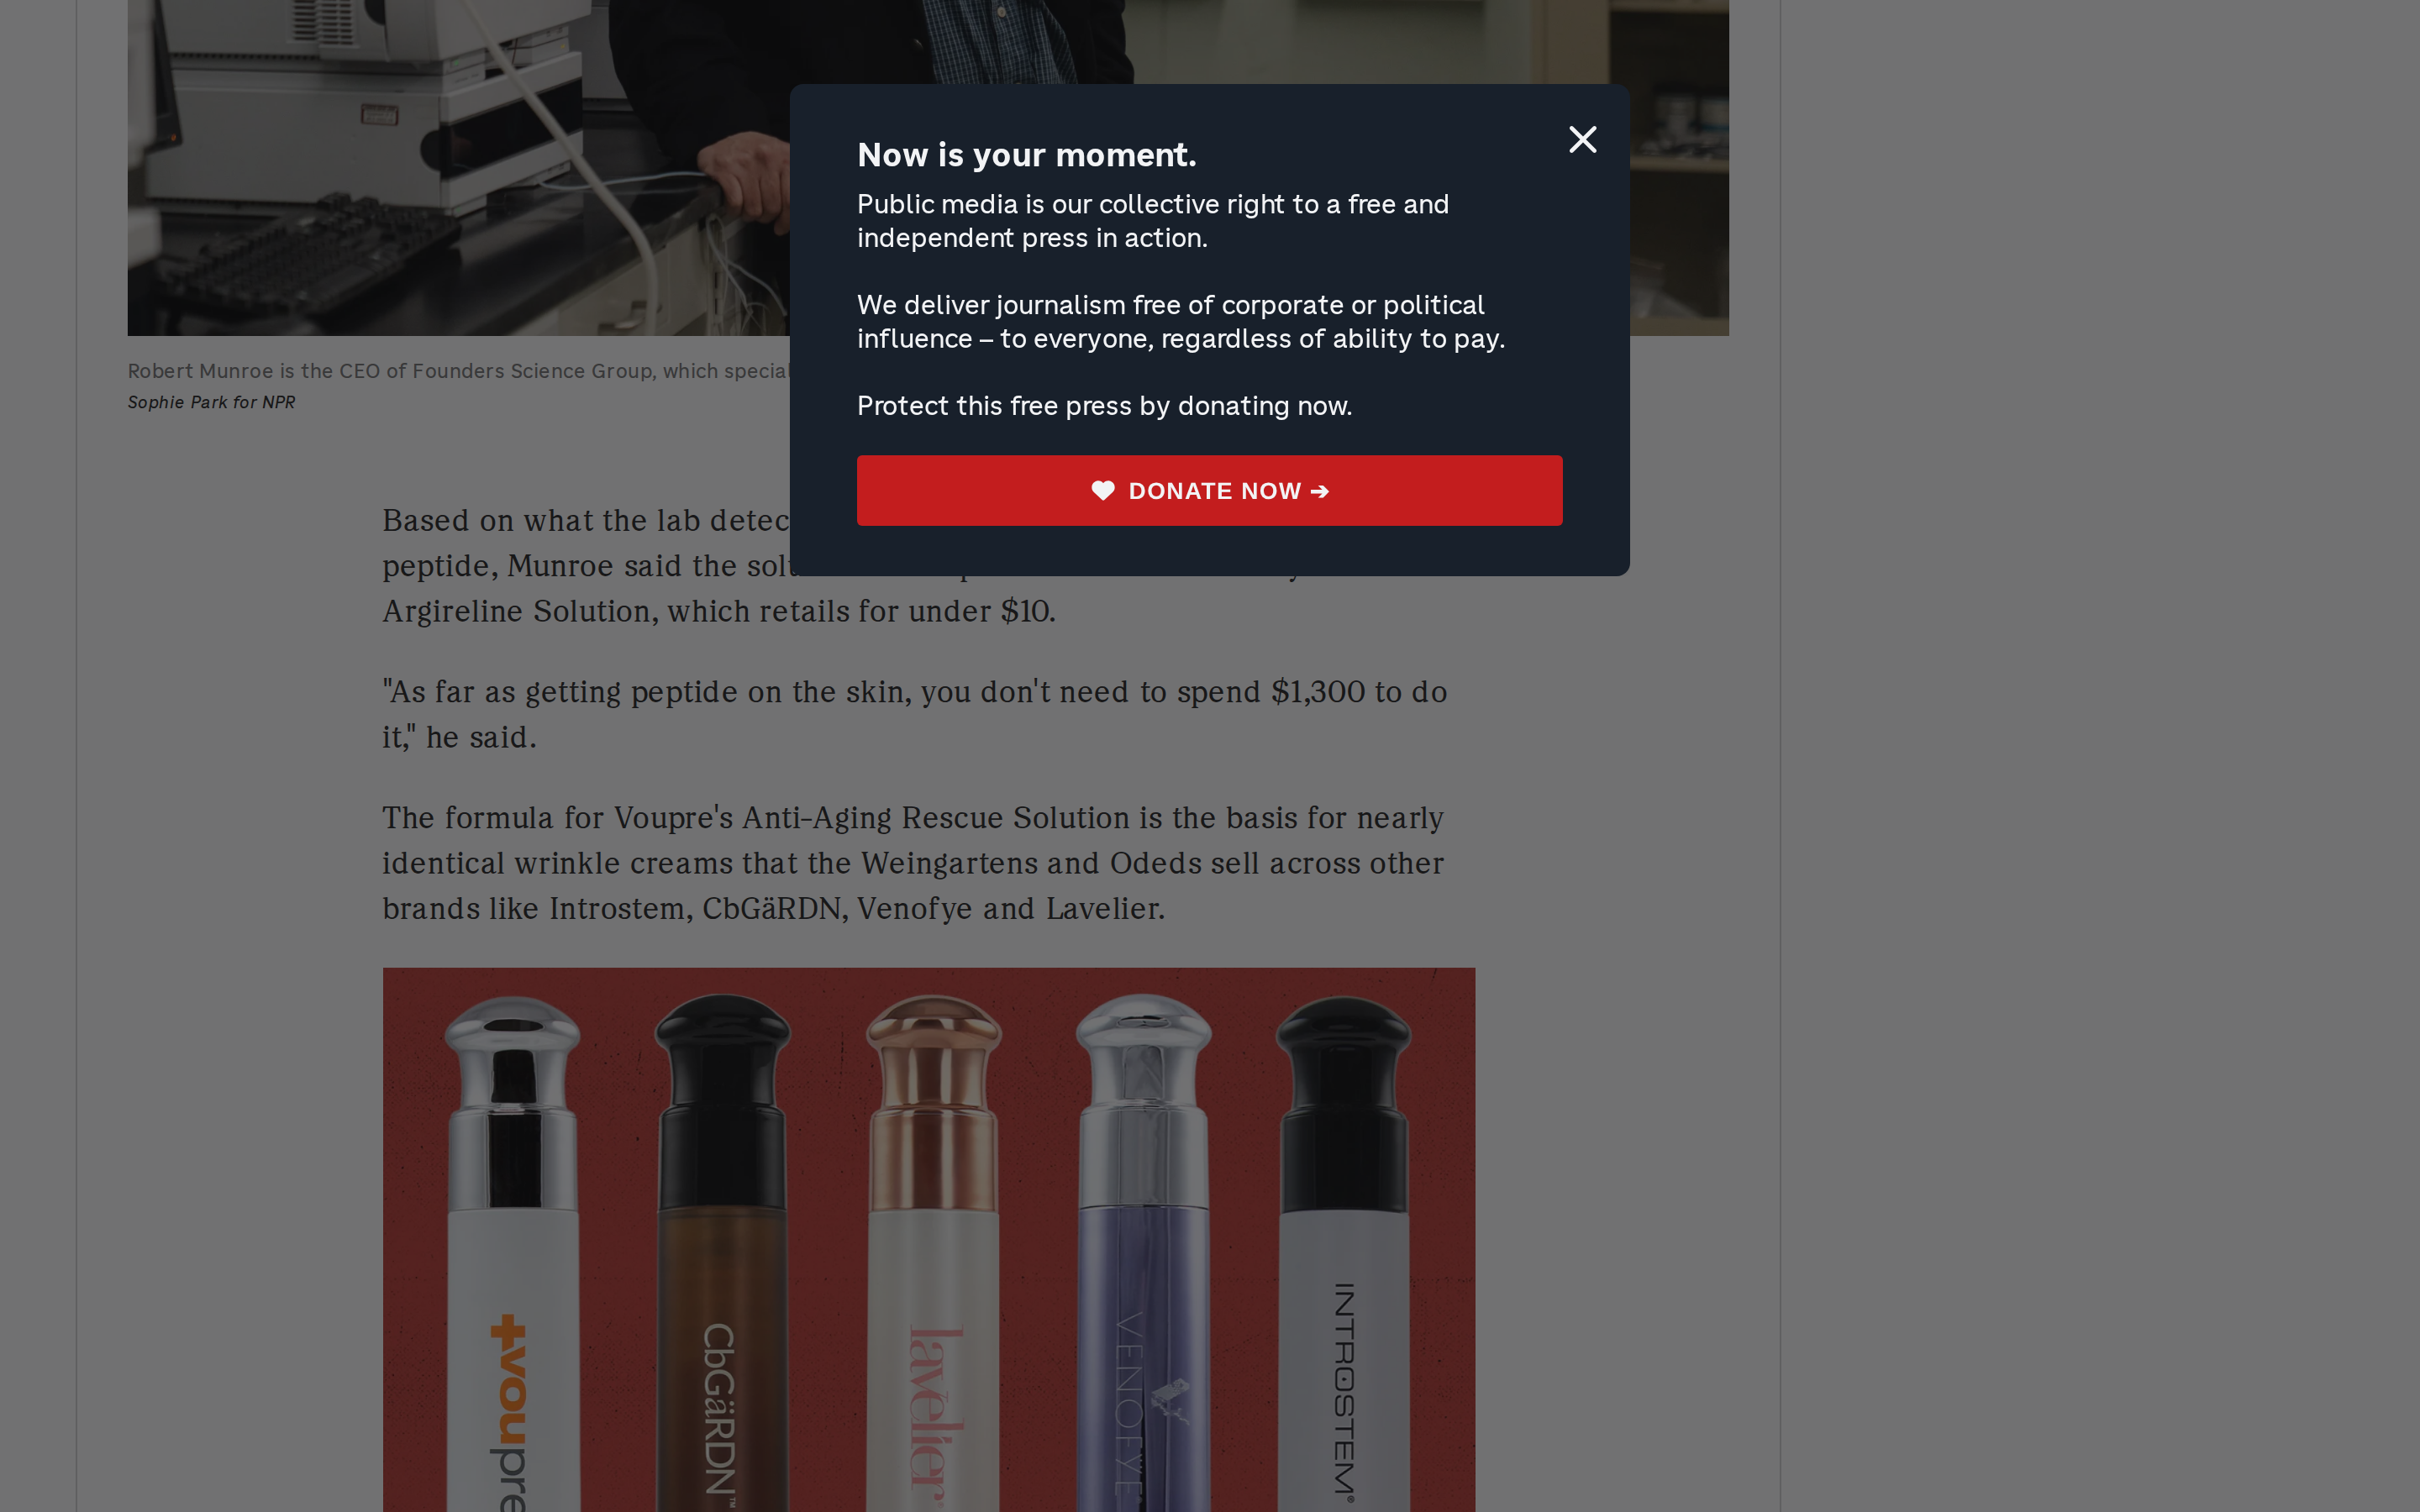 Now is your moment.
Public media is our collective right to a free and
independent press in action.
We deliver journalism free of corporate or political
influence – to everyone, regardless of ability to pay.
Protect this free press by donating now.
DONATE NOW ➔
Robert Munroe is the CEO of Founders Science Group, which
Sophie Park for NPR
Based on what the lab
peptide, Munroe said the
Argireline Solution, which retails for under $10.
"As far as getting peptide on the skin, you don't need to spend $1,300 to do
it," he said.
The formula for Voupre's Anti-Aging Rescue Solution is the basis for nearly
identical wrinkle creams that the Weingartens and Odeds sell across other
brands like Introstem, CbGäRDN, Venofye and Lavelier.
voupre
CbGäRDN™
lavelier
VENOFYE
INTROSTEM®